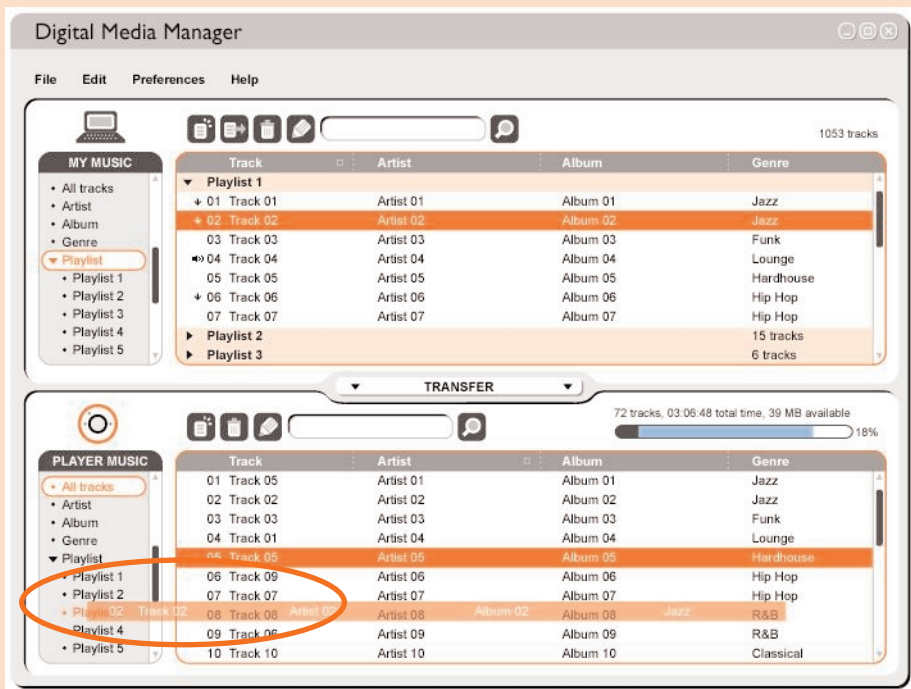 Digital Media Manager
File Edit Preferences Help
1053 tracks
MY MUSIC
• All tracks
• Artist
• Album
• Genre
Playlist
• Playlist 1
• Playlist 2
• Playlist 3
• Playlist 4
• Playlist 5
Track Artist Album Genre
Playlist 1
01 Track 01 Artist 01 Album 01 Jazz
02 Track 02 Artist 02 Album 02 Jazz
03 Track 03 Artist 03 Album 03 Funk
04 Track 04 Artist 04 Album 04 Lounge
05 Track 05 Artist 05 Album 05 Hardhouse
06 Track 06 Artist 06 Album 06 Hip Hop
07 Track 07 Artist 07 Album 07 Hip Hop
Playlist 2 15 tracks
Playlist 3 6 tracks
TRANSFER
72 tracks, 03:06:48 total time, 39 MB available
18%
PLAYER MUSIC
• All tracks
• Artist
• Album
• Genre
Playlist
• Playlist 1
• Playlist 2
• Playlist 4
• Playlist 5
Track Artist Album Genre
01 Track 05 Artist 01 Album 01 Jazz
02 Track 02 Artist 02 Album 02 Jazz
03 Track 03 Artist 03 Album 03 Funk
04 Track 01 Artist 04 Album 04 Lounge
05 Track 05 Artist 05 Album 05 Hardhouse
06 Track 09 Artist 06 Album 06 Hip Hop
07 Track 07 Artist 07 Album 07 Hip Hop
02 Track 02 Artist 02 Album 02 Jazz
08 Track 08 Artist 08 Album 08 R&B
09 Track 06 Artist 09 Album 09 R&B
10 Track 10 Artist 10 Album 10 Classical